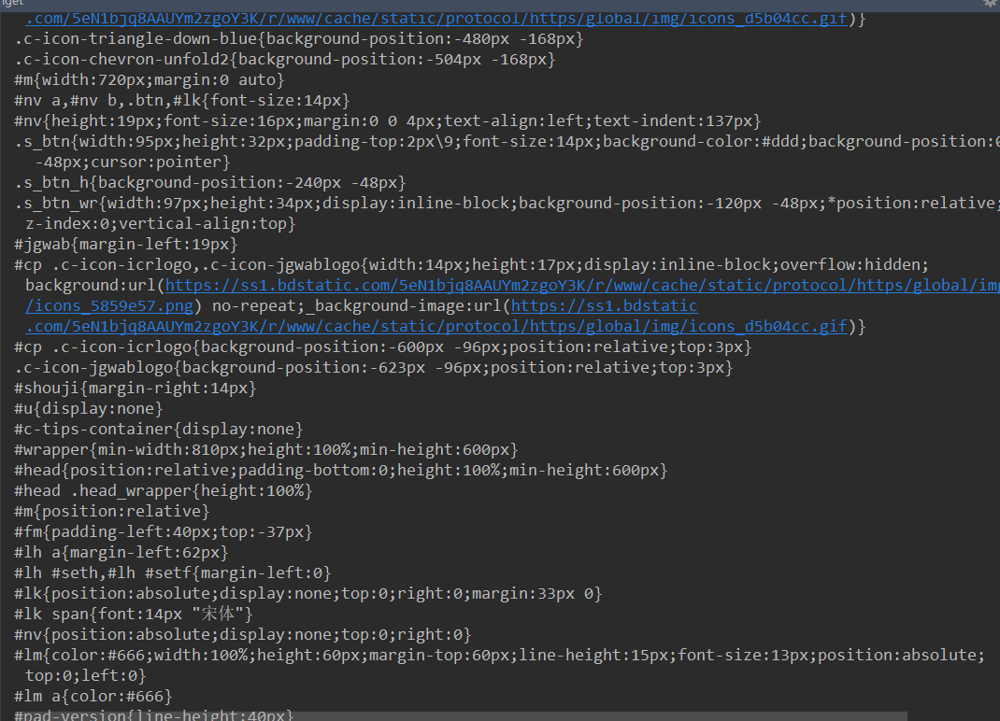 iget
.com/5eN1bjq8AAUYm2zgoY3K/r/www/cache/static/protocol/https/global/img/icons_d5b04cc.gif)}
.c-icon-triangle-down-blue{background-position:-480px -168px}
.c-icon-chevron-unfold2{background-position:-504px -168px}
#m{width:720px;margin:0 auto}
#nv a,#nv b,.btn,#lk{font-size:14px}
#nv{height:19px;font-size:16px;margin:0 0 4px;text-align:left;text-indent:137px}
.s_btn{width:95px;height:32px;padding-top:2px\9;font-size:14px;background-color:#ddd;background-position:0
-48px;cursor:pointer}
.s_btn_h{background-position:-240px -48px}
.s_btn_wr{width:97px;height:34px;display:inline-block;background-position:-120px -48px;*position:relative;
z-index:0;vertical-align:top}
#jgwab{margin-left:19px}
#cp .c-icon-icrlogo,.c-icon-jgwablogo{width:14px;height:17px;display:inline-block;overflow:hidden;
background:url(https://ss1.bdstatic.com/5eN1bjq8AAUYm2zgoY3K/r/www/cache/static/protocol/https/global/img
/icons_5859e57.png) no-repeat;_background-image:url(https://ss1.bdstatic
.com/5eN1bjq8AAUYm2zgoY3K/r/www/cache/static/protocol/https/global/img/icons_d5b04cc.gif)}
#cp .c-icon-icrlogo{background-position:-600px -96px;position:relative;top:3px}
.c-icon-jgwablogo{background-position:-623px -96px;position:relative;top:3px}
#shouji{margin-right:14px}
#u{display:none}
#c-tips-container{display:none}
#wrapper{min-width:810px;height:100%;min-height:600px}
#head{position:relative;padding-bottom:0;height:100%;min-height:600px}
#head .head_wrapper{height:100%}
#m{position:relative}
#fm{padding-left:40px;top:-37px}
#lh a{margin-left:62px}
#lh #seth,#lh #setf{margin-left:0}
#lk{position:absolute;display:none;top:0;right:0;margin:33px 0}
#lk span{font:14px "宋体"}
#nv{position:absolute;display:none;top:0;right:0}
#lm{color:#666;width:100%;height:60px;margin-top:60px;line-height:15px;font-size:13px;position:absolute;
top:0;left:0}
#lm a{color:#666}
#pad-version{line-height:40px}